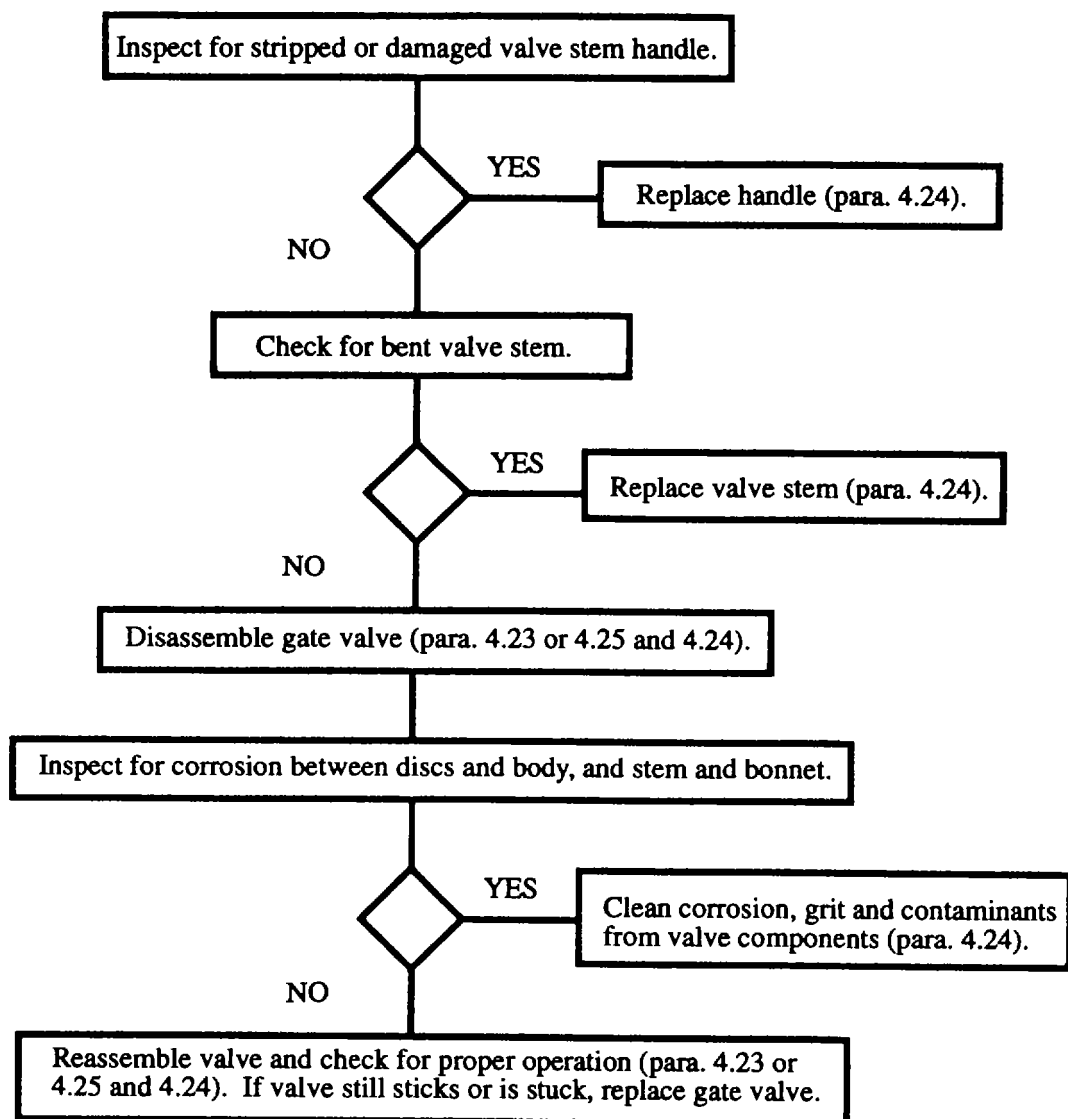 Inspect for stripped or damaged valve stem handle.
YES
Replace handle (para. 4.24).
NO
Check for bent valve stem.
YES
Replace valve stem (para. 4.24).
NO
Disassemble gate valve (para. 4.23 or 4.25 and 4.24).
Inspect for corrosion between discs and body, and stem and bonnet.
YES
Clean corrosion, grit and contaminants
from valve components (para. 4.24).
NO
Reassemble valve and check for proper operation (para. 4.23 or
4.25 and 4.24).  If valve still sticks or is stuck, replace gate valve.